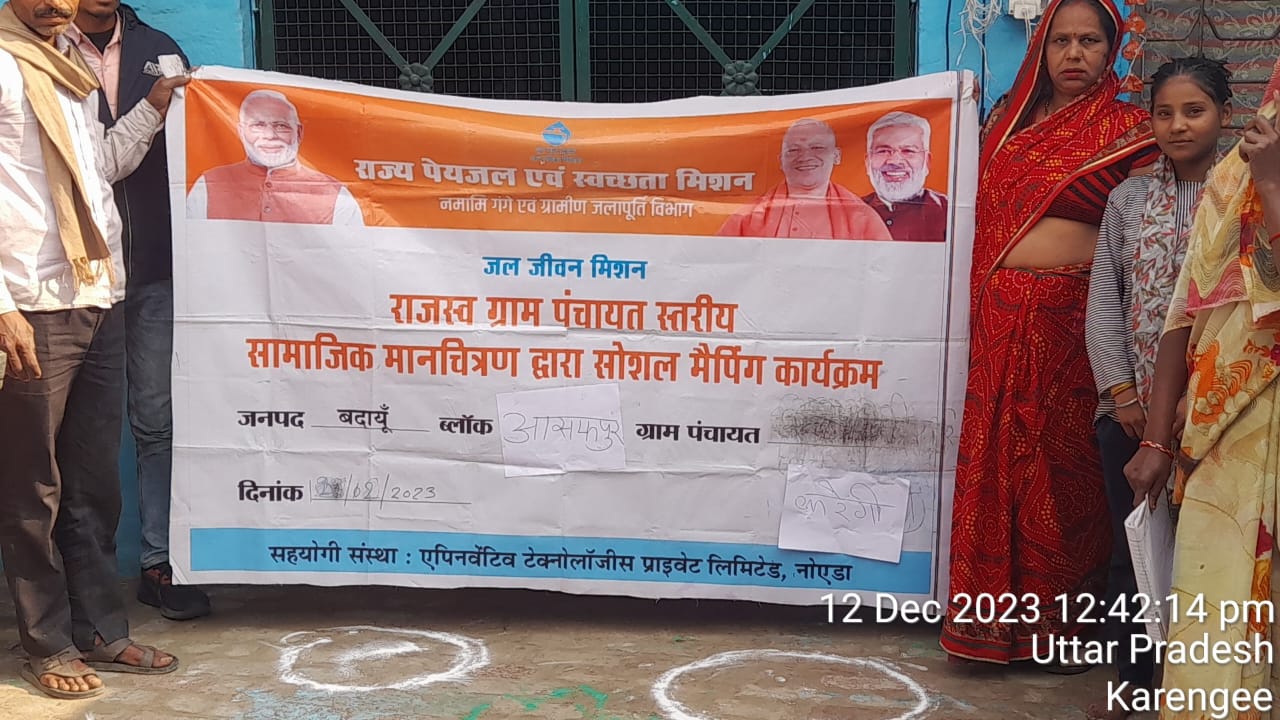 राज्य पेयजल एवं स्वच्छता मिशन
नमामि गंगे एवं ग्रामीण जलापूर्ति विभाग
जल जीवन मिशन
राजस्व ग्राम पंचायत स्तरीय
सामाजिक मानचित्रण द्वारा सोशल मैपिंग कार्यक्रम
जनपद बदायूँ ब्लॉक आसफपुर ग्राम पंचायत
करैंगी
दिनांक /02/2023
सहयोगी संस्था : एपिनवेंटिव टेक्नोलॉजीस प्राइवेट लिमिटेड, नोएडा
12 Dec 2023 12:42:14 pm
Uttar Pradesh
Karengee